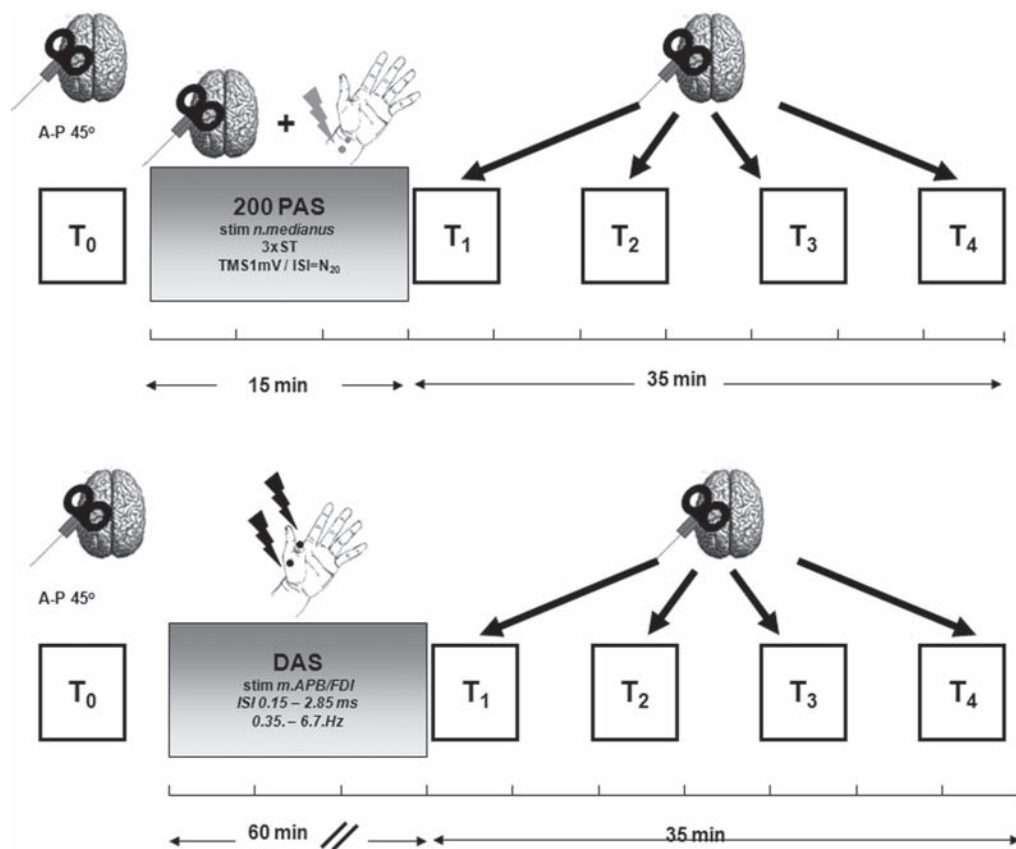 A-P 45º
T0
200 PAS
stim n.medianus
3xST
TMS1mV / ISI=N20
T1
T2
T3
T4
15 min
35 min
A-P 45º
T0
DAS
stim m.APB/FDI
ISI 0.15 – 2.85 ms
0.35. – 6.7.Hz
T1
T2
T3
T4
60 min
35 min